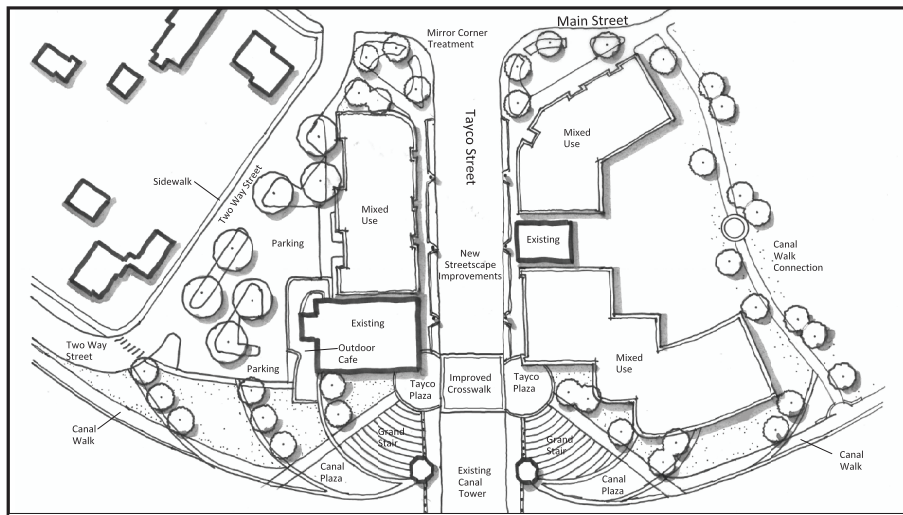 Main Street
Mirror Corner
Treatment
Tayco Street
Mixed
Use
Sidewalk
Two Way Street
Mixed
Use
Parking
Existing
New
Streetscape
Improvements
Canal
Walk
Connection
Existing
Outdoor
Cafe
Two Way
Street
Parking
Tayco
Plaza
Improved
Crosswalk
Tayco
Plaza
Mixed
Use
Canal
Walk
Grand
Stair
Grand
Stair
Canal
Plaza
Existing
Canal
Tower
Canal
Plaza
Canal
Walk